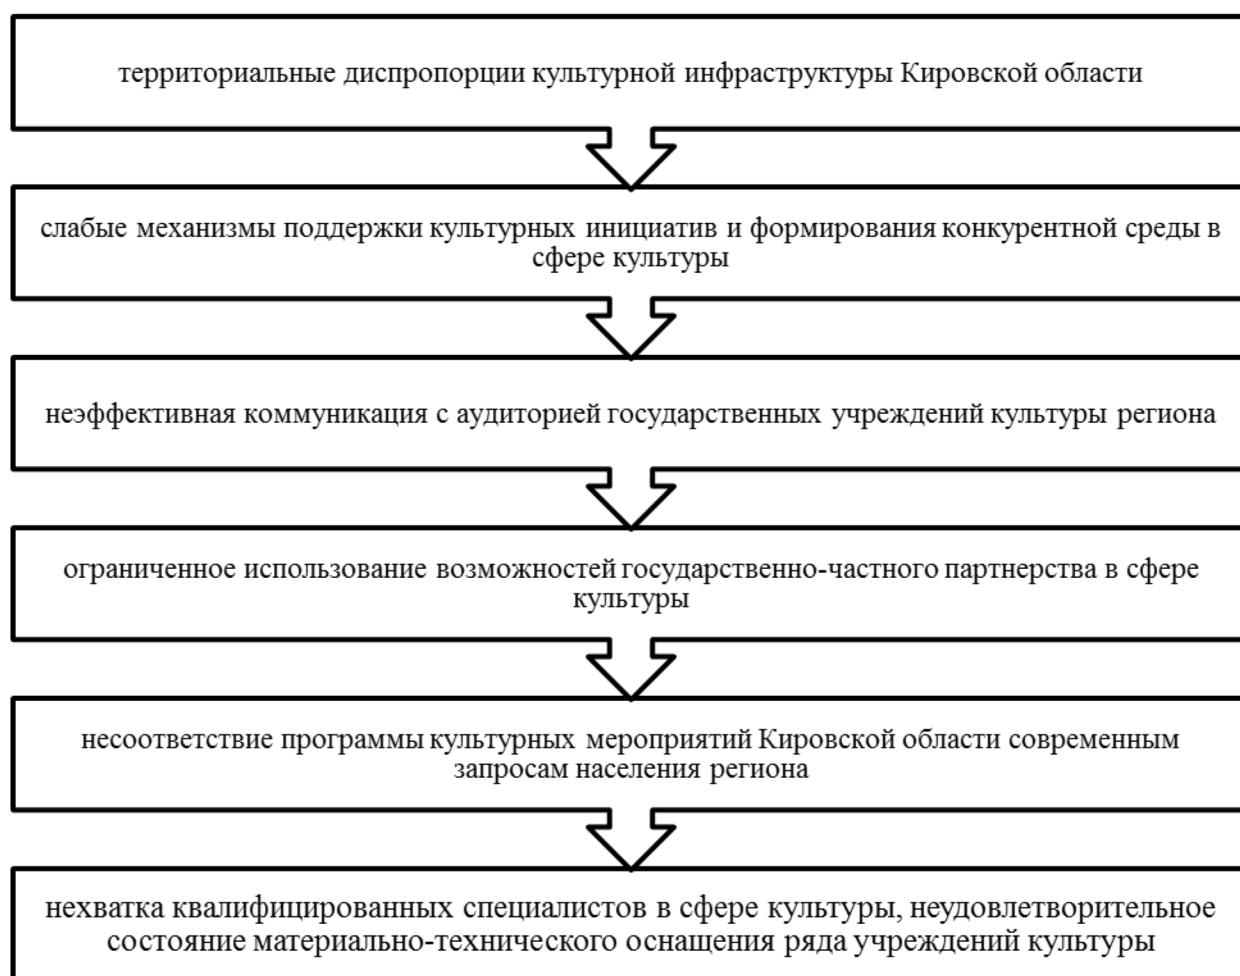 территориальные диспропорции культурной инфраструктуры Кировской области
слабые механизмы поддержки культурных инициатив и формирования конкурентной среды в
сфере культуры
неэффективная коммуникация с аудиторией государственных учреждений культуры региона
ограниченное использование возможностей государственно-частного партнерства в сфере
культуры
несоответствие программы культурных мероприятий Кировской области современным
запросам населения региона
нехватка квалифицированных специалистов в сфере культуры, неудовлетворительное
состояние материально-технического оснащения ряда учреждений культуры